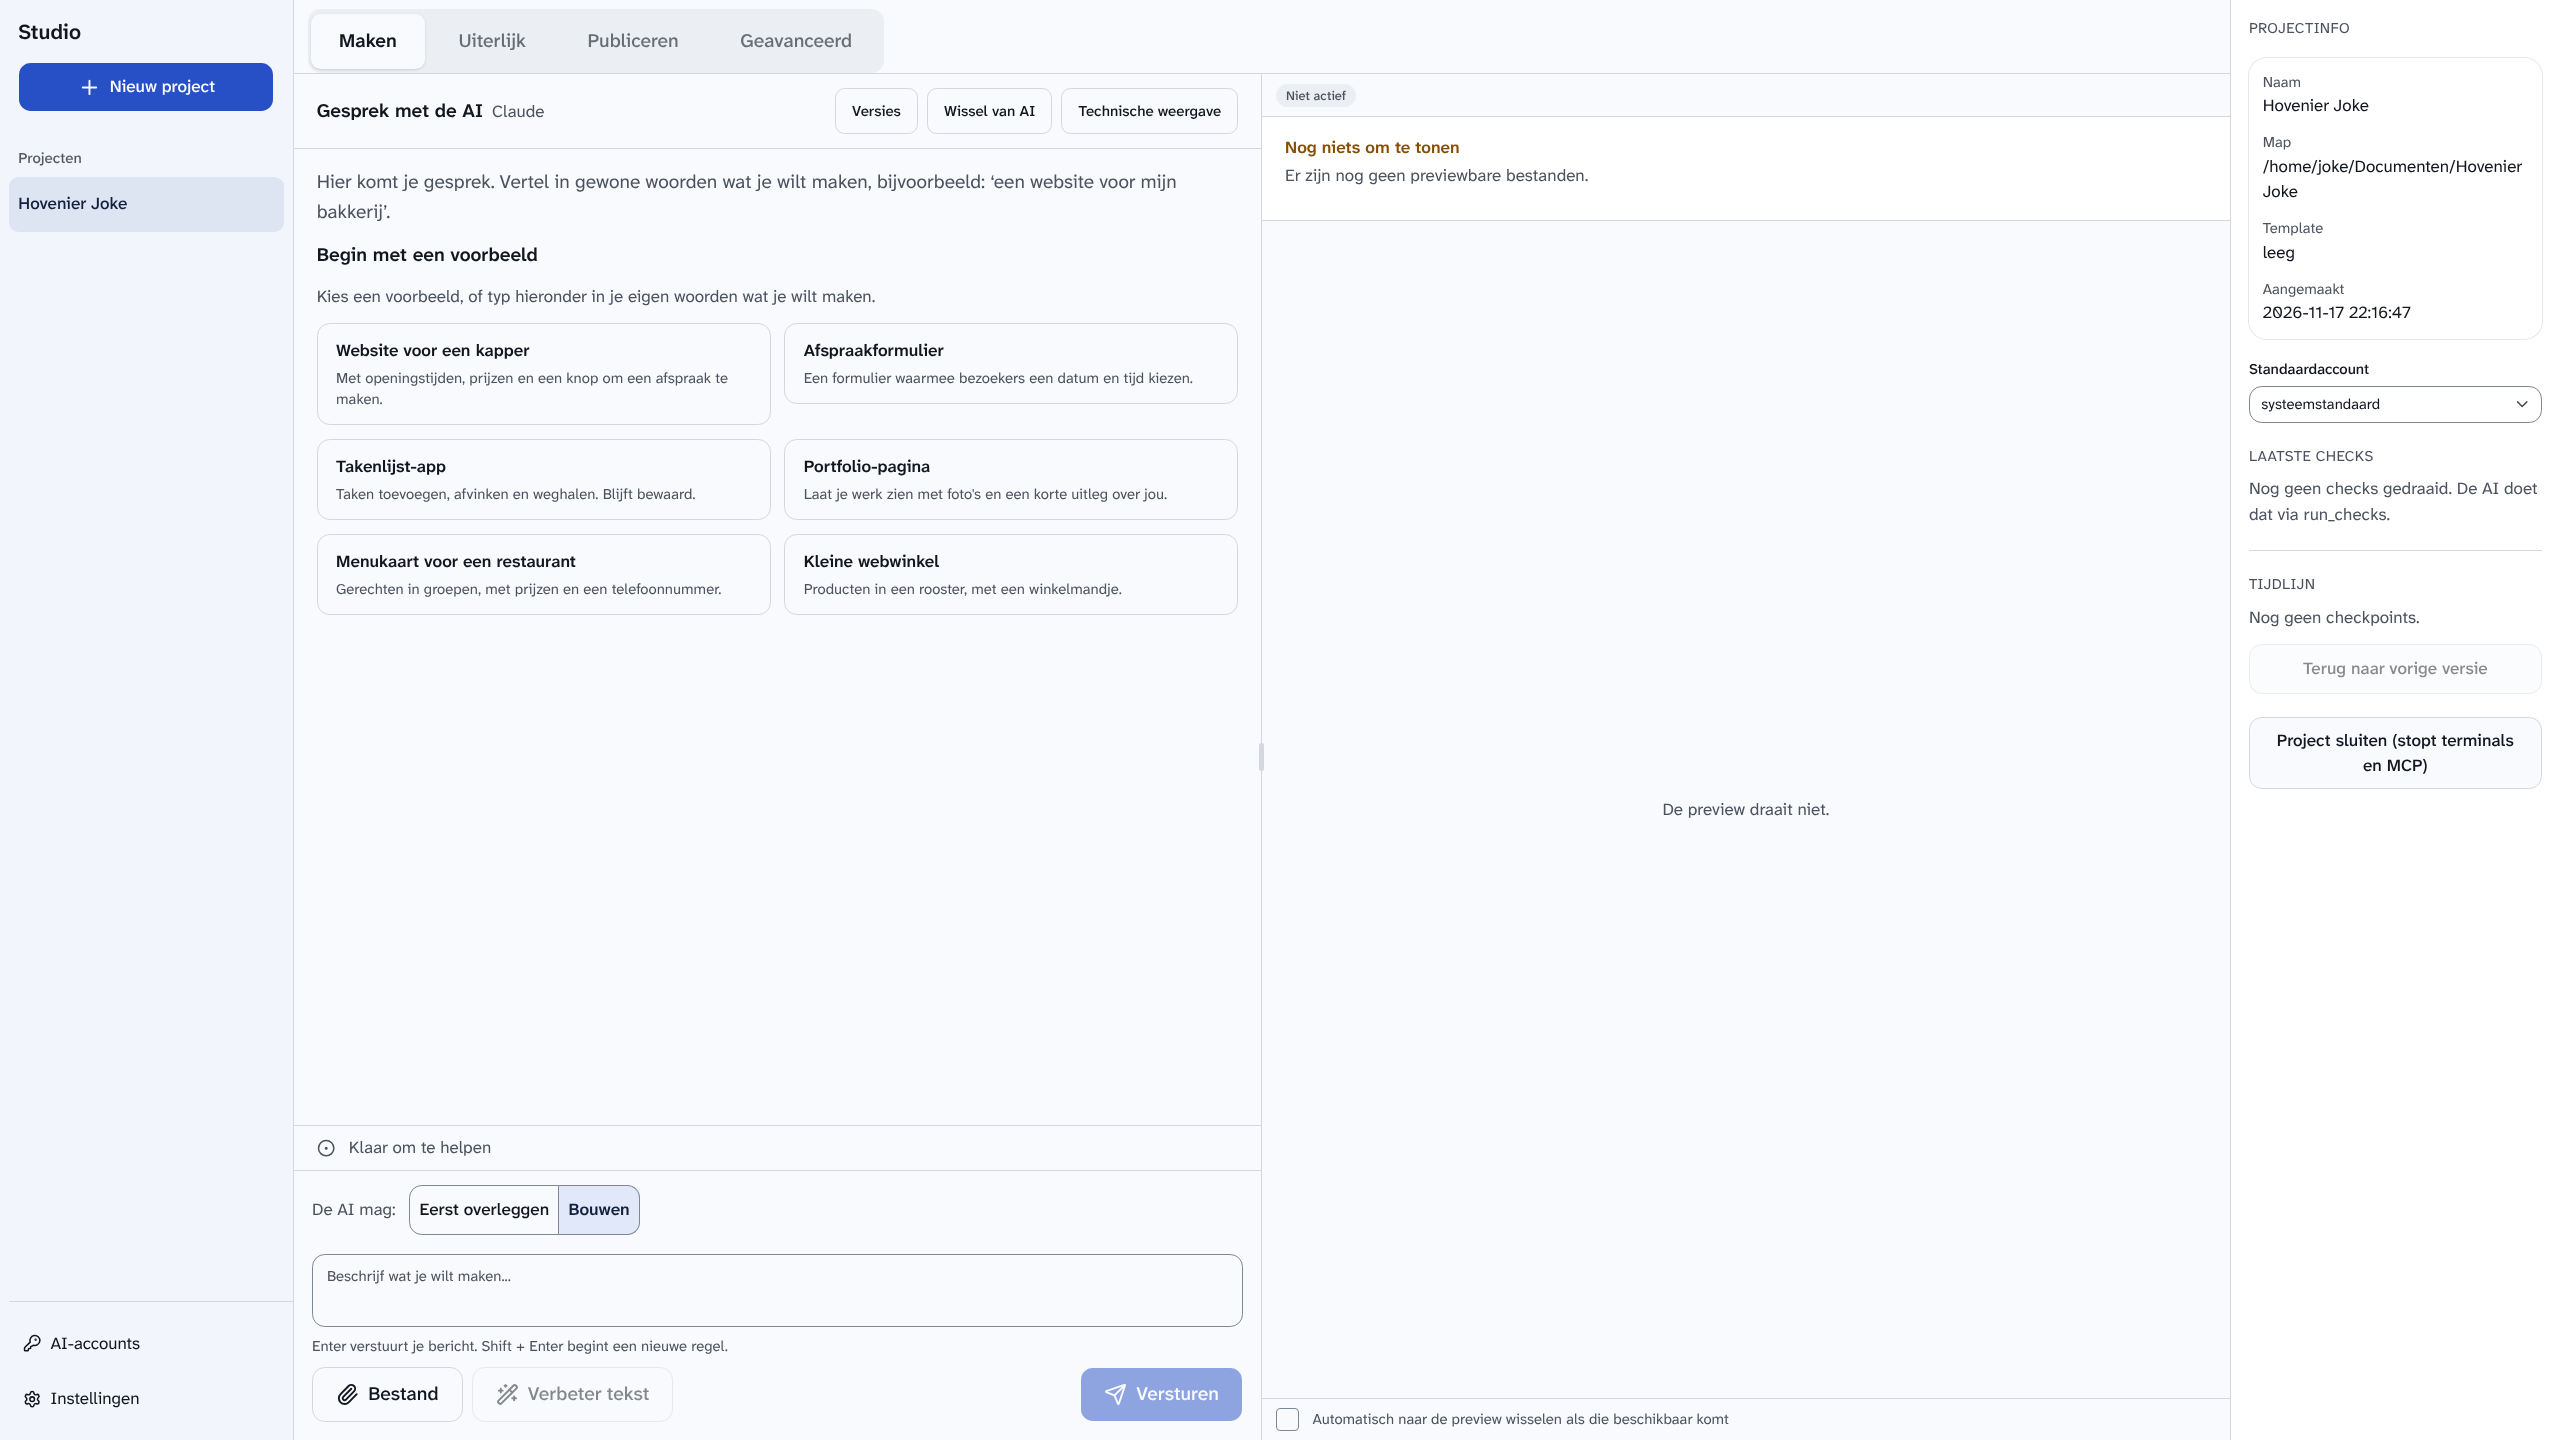 Studio
Nieuw project
Projecten
Hovenier Joke
Maken
Uiterlijk
Publiceren
Geavanceerd
Gesprek met de AI Claude
Versies
Wissel van AI
Technische weergave
Hier komt je gesprek. Vertel in gewone woorden wat je wilt maken, bijvoorbeeld: ‘een website voor mijn
bakkerij’.
Begin met een voorbeeld
Kies een voorbeeld, of typ hieronder in je eigen woorden wat je wilt maken.
Website voor een kapper
Met openingstijden, prijzen en een knop om een afspraak te
maken.
Afspraakformulier
Een formulier waarmee bezoekers een datum en tijd kiezen.
Takenlijst-app
Taken toevoegen, afvinken en weghalen. Blijft bewaard.
Portfolio-pagina
Laat je werk zien met foto's en een korte uitleg over jou.
Menukaart voor een restaurant
Gerechten in groepen, met prijzen en een telefoonnummer.
Kleine webwinkel
Producten in een rooster, met een winkelmandje.
Klaar om te helpen
De AI mag:
Eerst overleggen
Bouwen
Beschrijf wat je wilt maken...
Enter verstuurt je bericht. Shift + Enter begint een nieuwe regel.
Bestand
Verbeter tekst
Versturen
AI-accounts
Instellingen
Niet actief
Nog niets om te tonen
Er zijn nog geen previewbare bestanden.
De preview draait niet.
Automatisch naar de preview wisselen als die beschikbaar komt
PROJECTINFO
Naam
Hovenier Joke
Map
/home/joke/Documenten/Hovenier
Joke
Template
leeg
Aangemaakt
2026-11-17 22:16:47
Standaardaccount
systeemstandaard
LAATSTE CHECKS
Nog geen checks gedraaid. De AI doet
dat via run_checks.
TIJDLIJN
Nog geen checkpoints.
Terug naar vorige versie
Project sluiten (stopt terminals
en MCP)